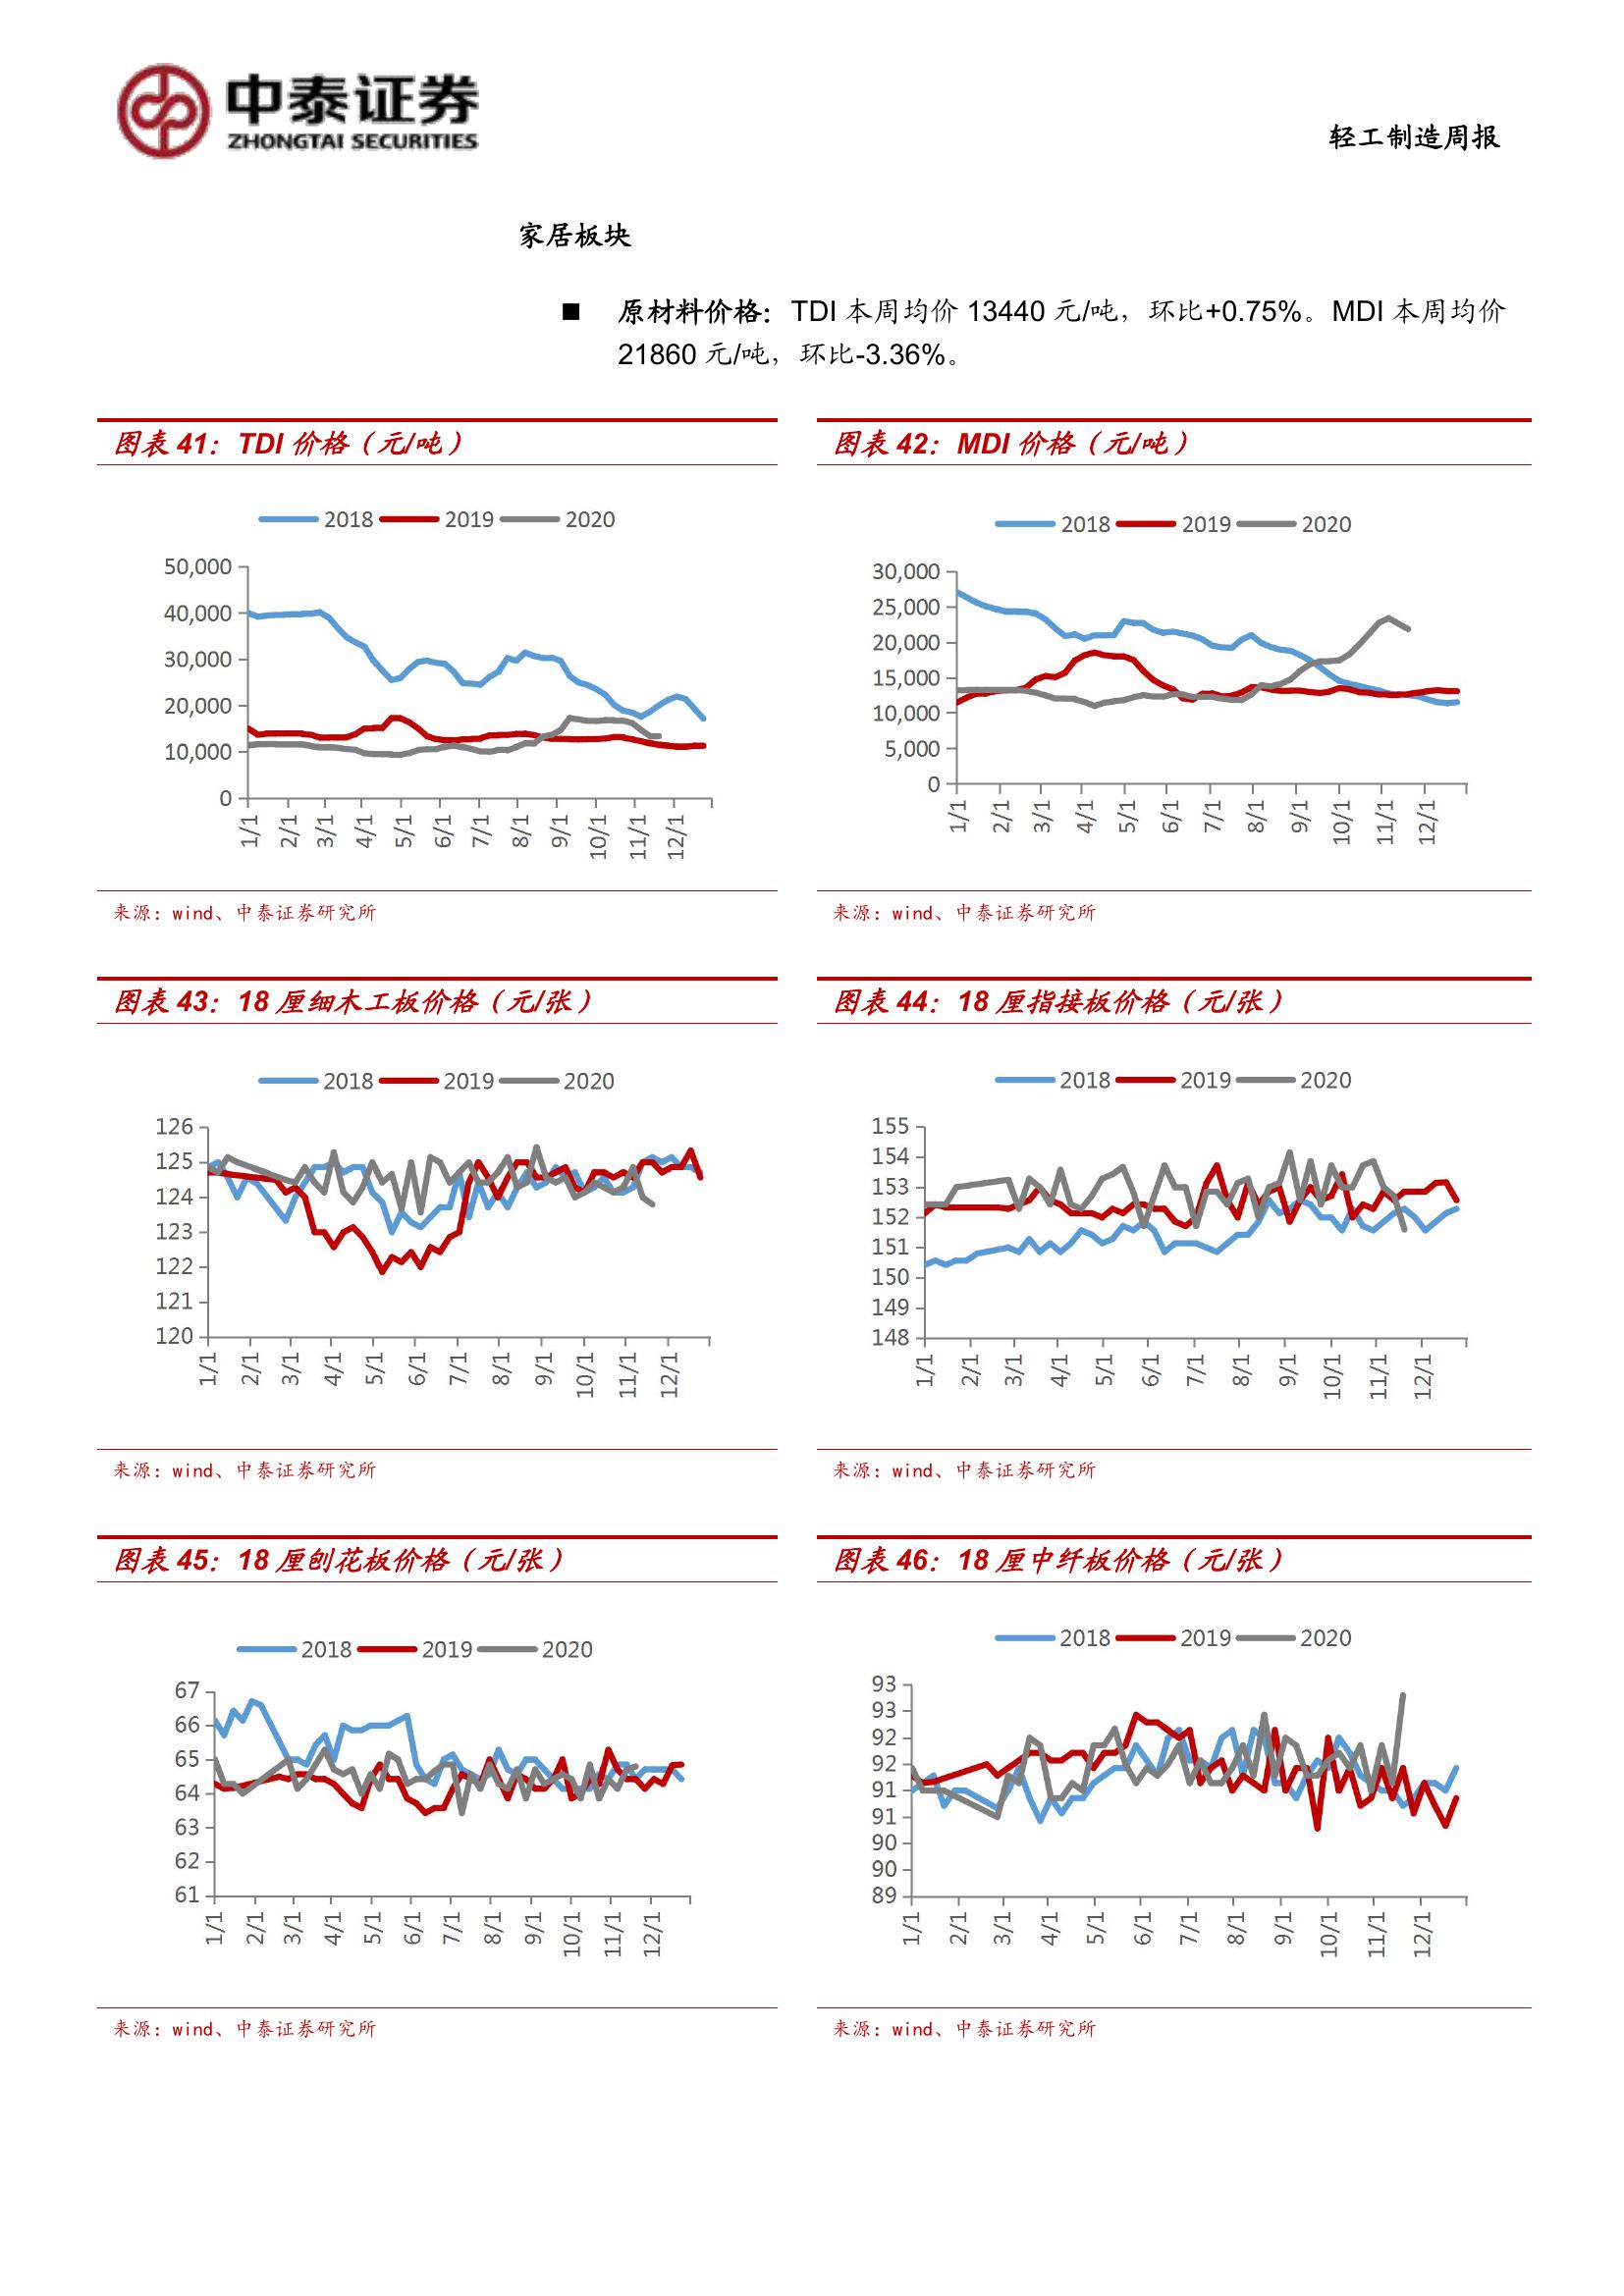 中泰证券
ZHONGTAI SECURITIES
轻工制造周报
家居板块
■ 原材料价格：TDI 本周均价 13440 元/吨，环比+0.75%。MDI 本周均价
21860 元/吨，环比-3.36%。
图表 41：TDI 价格（元/吨）
2018 2019 2020
50,000
40,000
30,000
20,000
10,000
0
1/1 2/1 3/1 4/1 5/1 6/1 7/1 8/1 9/1 10/1 11/1 12/1
来源：wind、中泰证券研究所
图表 42：MDI 价格（元/吨）
2018 2019 2020
30,000
25,000
20,000
15,000
10,000
5,000
0
1/1 2/1 3/1 4/1 5/1 6/1 7/1 8/1 9/1 10/1 11/1 12/1
来源：wind、中泰证券研究所
图表 43：18 厘细木工板价格（元/张）
2018 2019 2020
126
125
124
123
122
121
120
1/1 2/1 3/1 4/1 5/1 6/1 7/1 8/1 9/1 10/1 11/1 12/1
来源：wind、中泰证券研究所
图表 44：18 厘指接板价格（元/张）
2018 2019 2020
155
154
153
152
151
150
149
148
1/1 2/1 3/1 4/1 5/1 6/1 7/1 8/1 9/1 10/1 11/1 12/1
来源：wind、中泰证券研究所
图表 45：18 厘刨花板价格（元/张）
2018 2019 2020
67
66
65
64
63
62
61
1/1 2/1 3/1 4/1 5/1 6/1 7/1 8/1 9/1 10/1 11/1 12/1
来源：wind、中泰证券研究所
图表 46：18 厘中纤板价格（元/张）
2018 2019 2020
93
93
92
92
91
91
90
90
89
1/1 2/1 3/1 4/1 5/1 6/1 7/1 8/1 9/1 10/1 11/1 12/1
来源：wind、中泰证券研究所